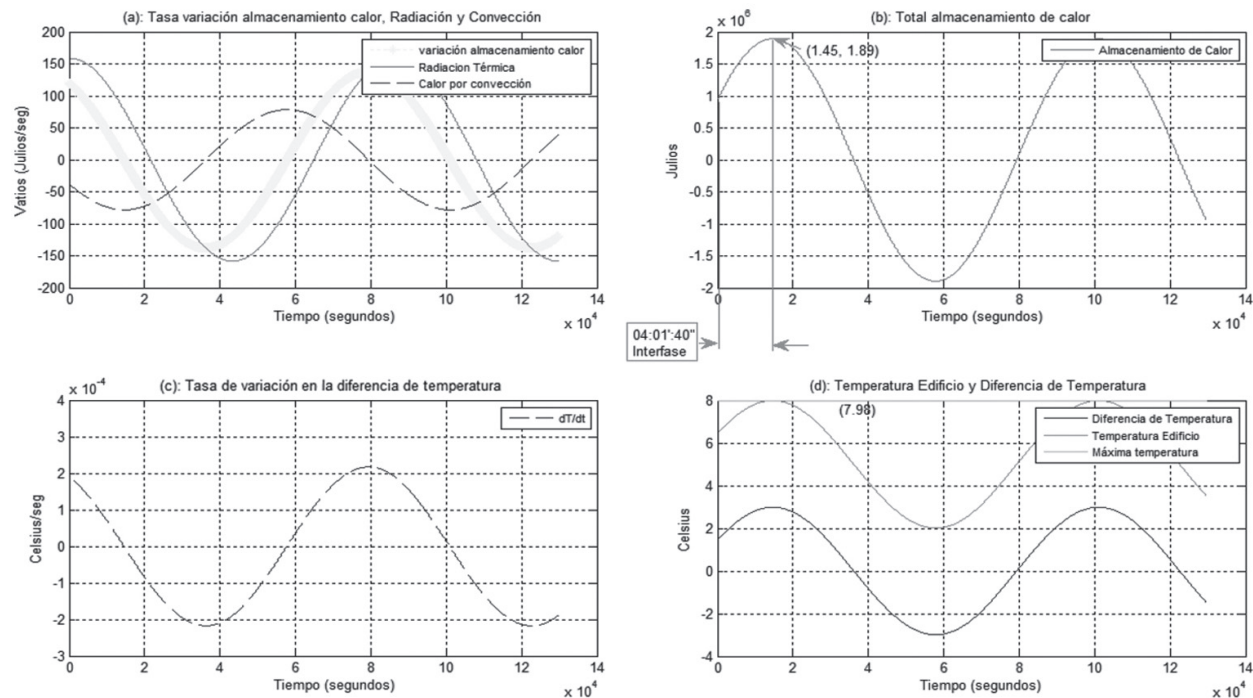 (a): Tasa variación almacenamiento calor, Radiación y Convección
200
150
100
50
0
-50
-100
-150
-200
Vatios (Julios/seg)
variación almacenamiento calor
Radiacion Térmica
Calor por convección
0 2 4 6 8 10 12 14
Tiempo (segundos)
x 10^4
(b): Total almacenamiento de calor
x 10^6
2
1.5
1
0.5
0
-0.5
-1
-1.5
-2
Julios
(1.45, 1.89)
Almacenamiento de Calor
0 2 4 6 8 10 12 14
Tiempo (segundos)
x 10^4
04:01':40"
Interfase
(c): Tasa de variación en la diferencia de temperatura
x 10^-4
4
3
2
1
0
-1
-2
-3
Celsius/seg
dT/dt
0 2 4 6 8 10 12 14
Tiempo (segundos)
x 10^4
(d): Temperatura Edificio y Diferencia de Temperatura
8
6
4
2
0
-2
-4
Celsius
(7.98)
Diferencia de Temperatura
Temperatura Edificio
Máxima temperatura
0 2 4 6 8 10 12 14
Tiempo (segundos)
x 10^4